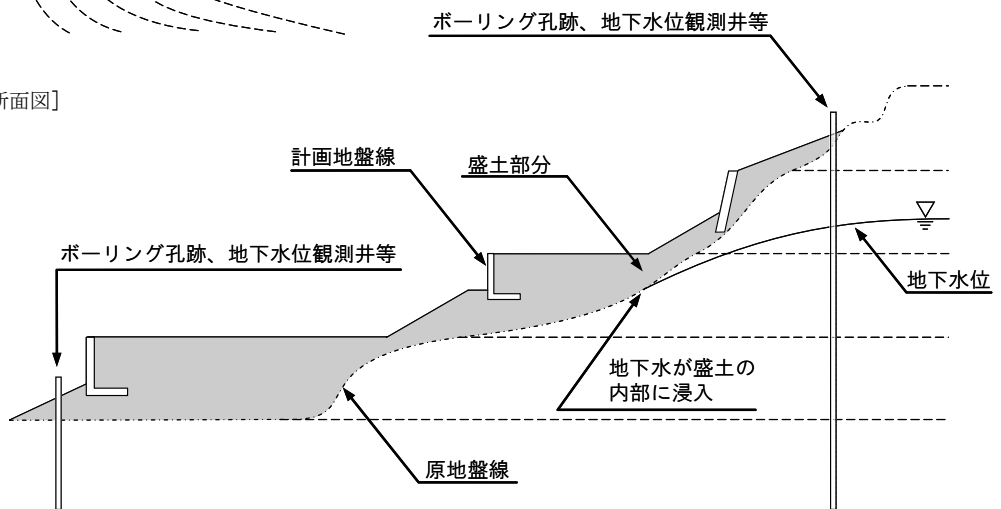 ボーリング孔跡、地下水位観測井等
断面図］
計画地盤線
盛土部分
ボーリング孔跡、地下水位観測井等
地下水位
地下水が盛土の
内部に浸入
原地盤線